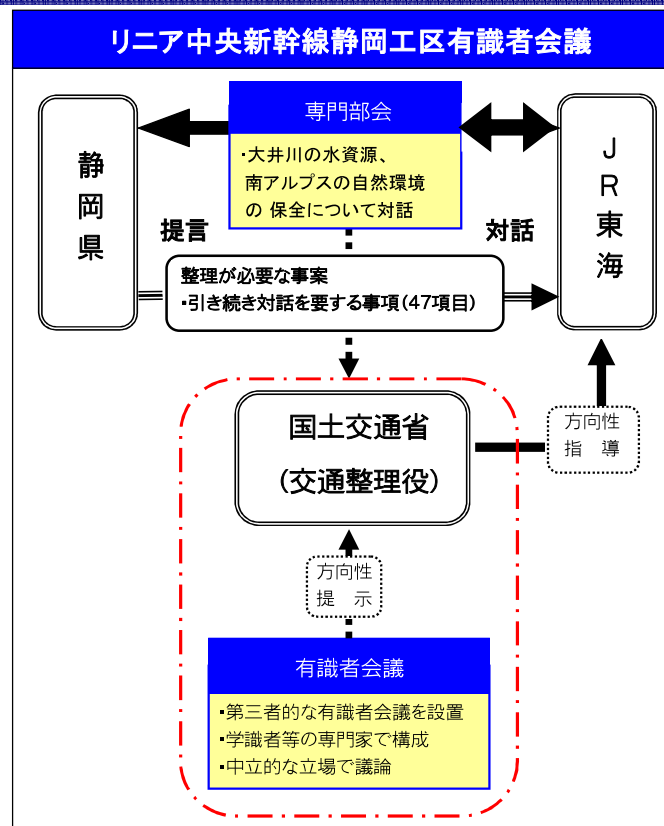 リニア中央新幹線静岡工区有識者会議
専門部会
・大井川の水資源、
南アルプスの自然環境
の 保全について対話
静岡県
JR東海
提言
対話
整理が必要な事案
・引き続き対話を要する事項(47項目)
国土交通省
(交通整理役)
方向性
指 導
方向性
提 示
有識者会議
・第三者的な有識者会議を設置
・学識者等の専門家で構成
・中立的な立場で議論